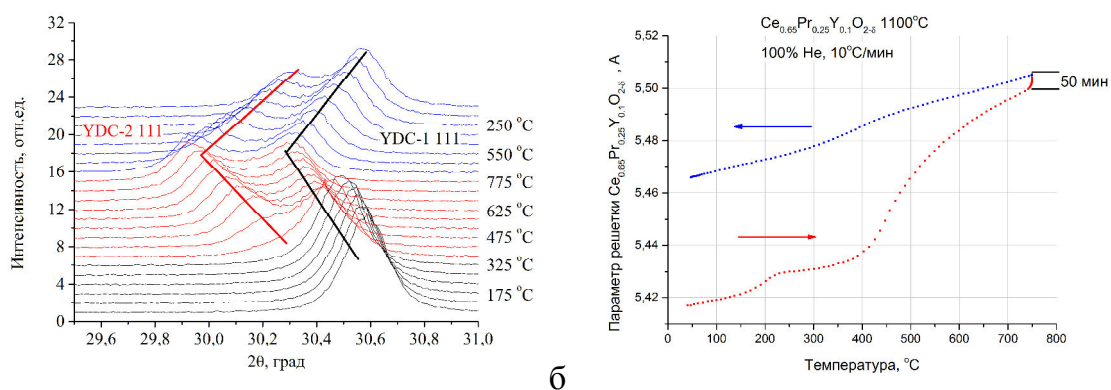 32
28
24
20
16
12
8
4
0
Интенсивность, отн.ед.
YDC-2 111
YDC-1 111
250 °C
550 °C
775 °C
625 °C
475 °C
325 °C
175 °C
29,6 29,8 30,0 30,2 30,4 30,6 30,8 31,0
2θ, град
б
Ce0.65Pr0.25Y0.1O2-δ 1100°C
100% He, 10°C/мин
50 мин
5,52
5,50
5,48
5,46
5,44
5,42
Параметр решетки Ce0.65Pr0.25Y0.1O2-δ , А
0 100 200 300 400 500 600 700 800
Температура, °C